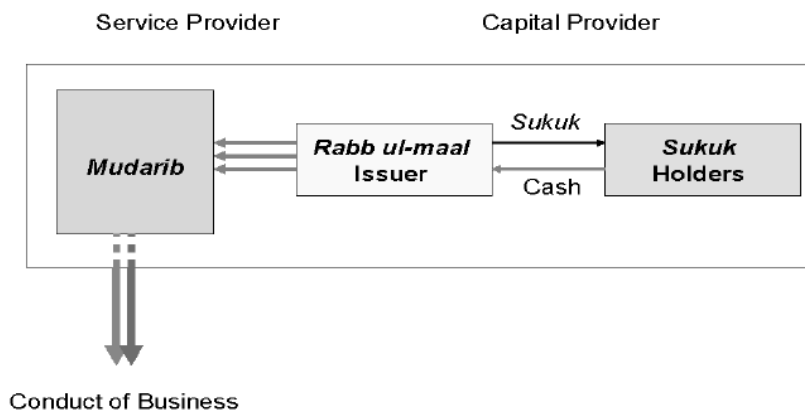 Service Provider
Capital Provider
Mudarib
Rabb ul-maal
Issuer
Sukuk
Cash
Sukuk
Holders
Conduct of Business